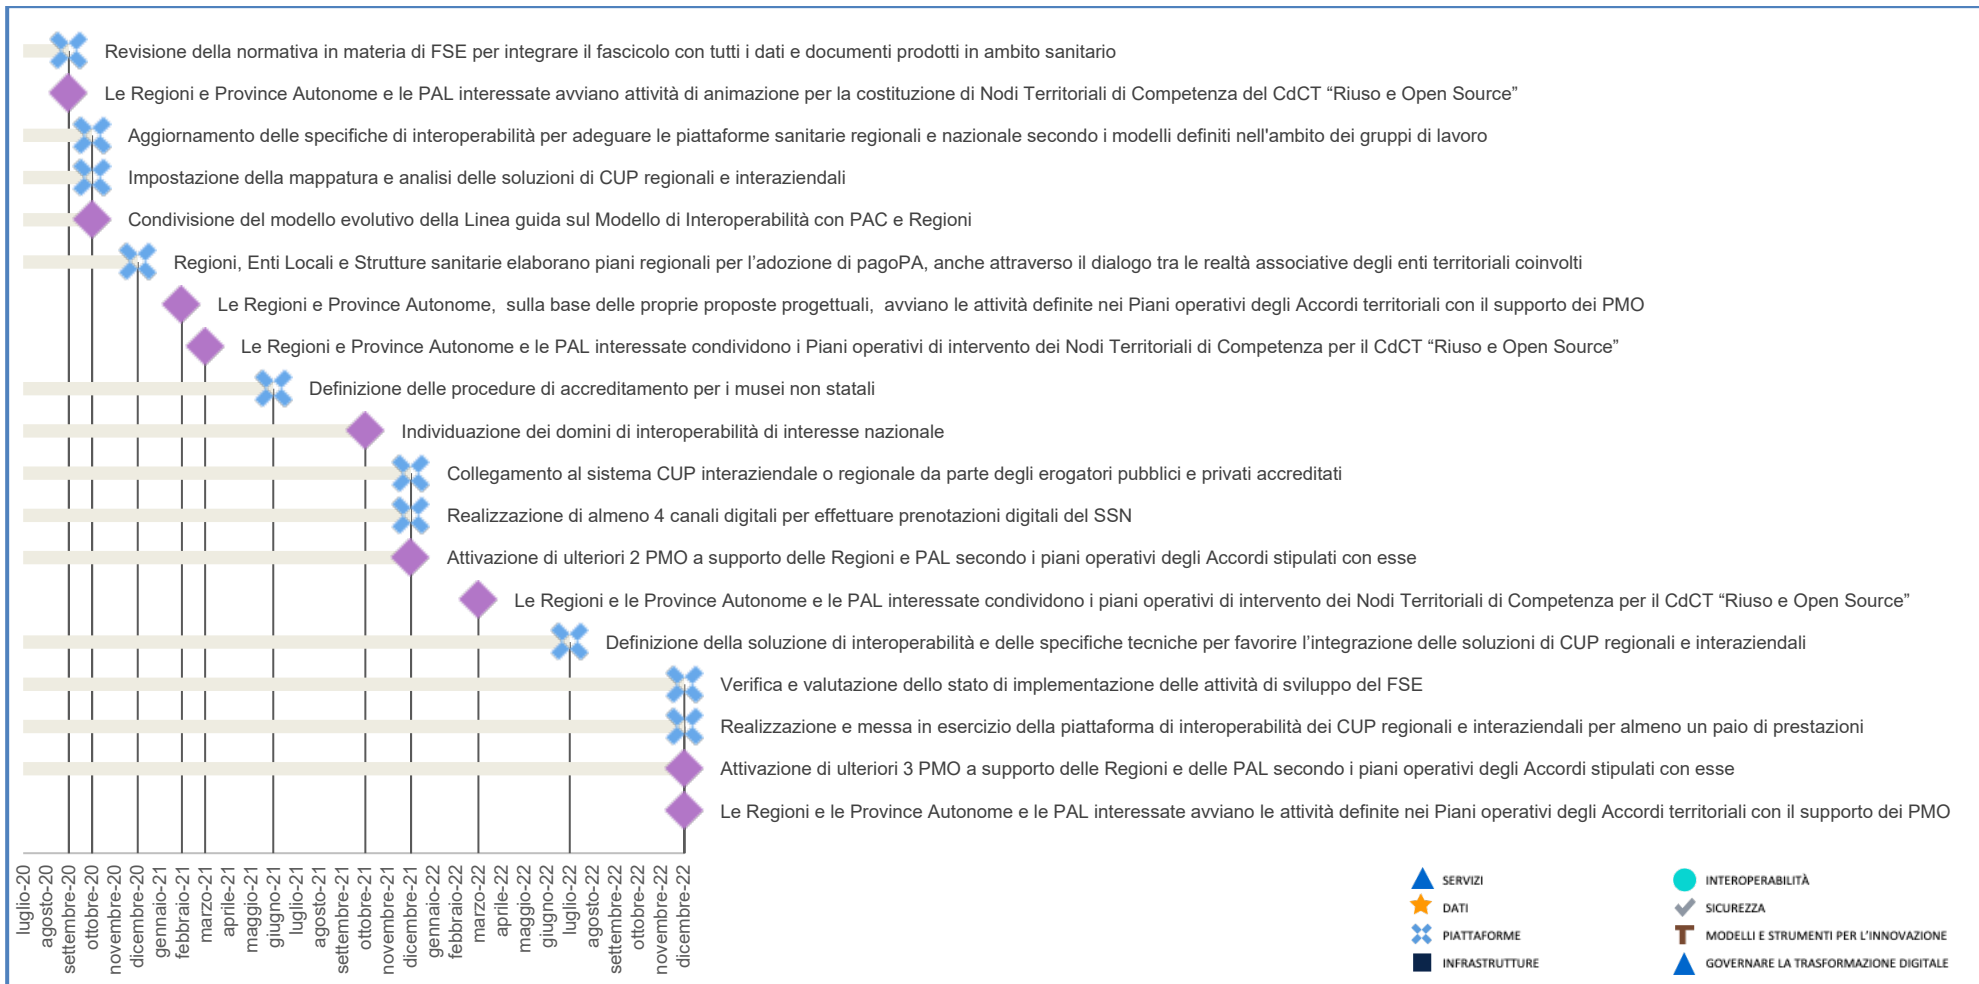 Revisione della normativa in materia di FSE per integrare il fascicolo con tutti i dati e documenti prodotti in ambito sanitario
Le Regioni e Province Autonome e le PAL interessate avviano attività di animazione per la costituzione di Nodi Territoriali di Competenza del CdCT “Riuso e Open Source”
Aggiornamento delle specifiche di interoperabilità per adeguare le piattaforme sanitarie regionali e nazionale secondo i modelli definiti nell'ambito dei gruppi di lavoro
Impostazione della mappatura e analisi delle soluzioni di CUP regionali e interaziendali
Condivisione del modello evolutivo della Linea guida sul Modello di Interoperabilità con PAC e Regioni
Regioni, Enti Locali e Strutture sanitarie elaborano piani regionali per l’adozione di pagoPA, anche attraverso il dialogo tra le realtà associative degli enti territoriali coinvolti
Le Regioni e Province Autonome, sulla base delle proprie proposte progettuali, avviano le attività definite nei Piani operativi degli Accordi territoriali con il supporto dei PMO
Le Regioni e Province Autonome e le PAL interessate condividono i Piani operativi di intervento dei Nodi Territoriali di Competenza per il CdCT “Riuso e Open Source”
Definizione delle procedure di accreditamento per i musei non statali
Individuazione dei domini di interoperabilità di interesse nazionale
Collegamento al sistema CUP interaziendale o regionale da parte degli erogatori pubblici e privati accreditati
Realizzazione di almeno 4 canali digitali per effettuare prenotazioni digitali del SSN
Attivazione di ulteriori 2 PMO a supporto delle Regioni e PAL secondo i piani operativi degli Accordi stipulati con esse
Le Regioni e le Province Autonome e le PAL interessate condividono i piani operativi di intervento dei Nodi Territoriali di Competenza per il CdCT “Riuso e Open Source”
Definizione della soluzione di interoperabilità e delle specifiche tecniche per favorire l’integrazione delle soluzioni di CUP regionali e interaziendali
Verifica e valutazione dello stato di implementazione delle attività di sviluppo del FSE
Realizzazione e messa in esercizio della piattaforma di interoperabilità dei CUP regionali e interaziendali per almeno un paio di prestazioni
Attivazione di ulteriori 3 PMO a supporto delle Regioni e delle PAL secondo i piani operativi degli Accordi stipulati con esse
Le Regioni e le Province Autonome e le PAL interessate avviano le attività definite nei Piani operativi degli Accordi territoriali con il supporto dei PMO
luglio-20
agosto-20
settembre-20
ottobre-20
novembre-20
dicembre-20
gennaio-21
febbraio-21
marzo-21
aprile-21
maggio-21
giugno-21
luglio-21
agosto-21
settembre-21
ottobre-21
novembre-21
dicembre-21
gennaio-22
febbraio-22
marzo-22
aprile-22
maggio-22
giugno-22
luglio-22
agosto-22
settembre-22
ottobre-22
novembre-22
dicembre-22
SERVIZI
DATI
PIATTAFORME
INFRASTRUTTURE
INTEROPERABILITÀ
SICUREZZA
MODELLI E STRUMENTI PER L’INNOVAZIONE
GOVERNARE LA TRASFORMAZIONE DIGITALE